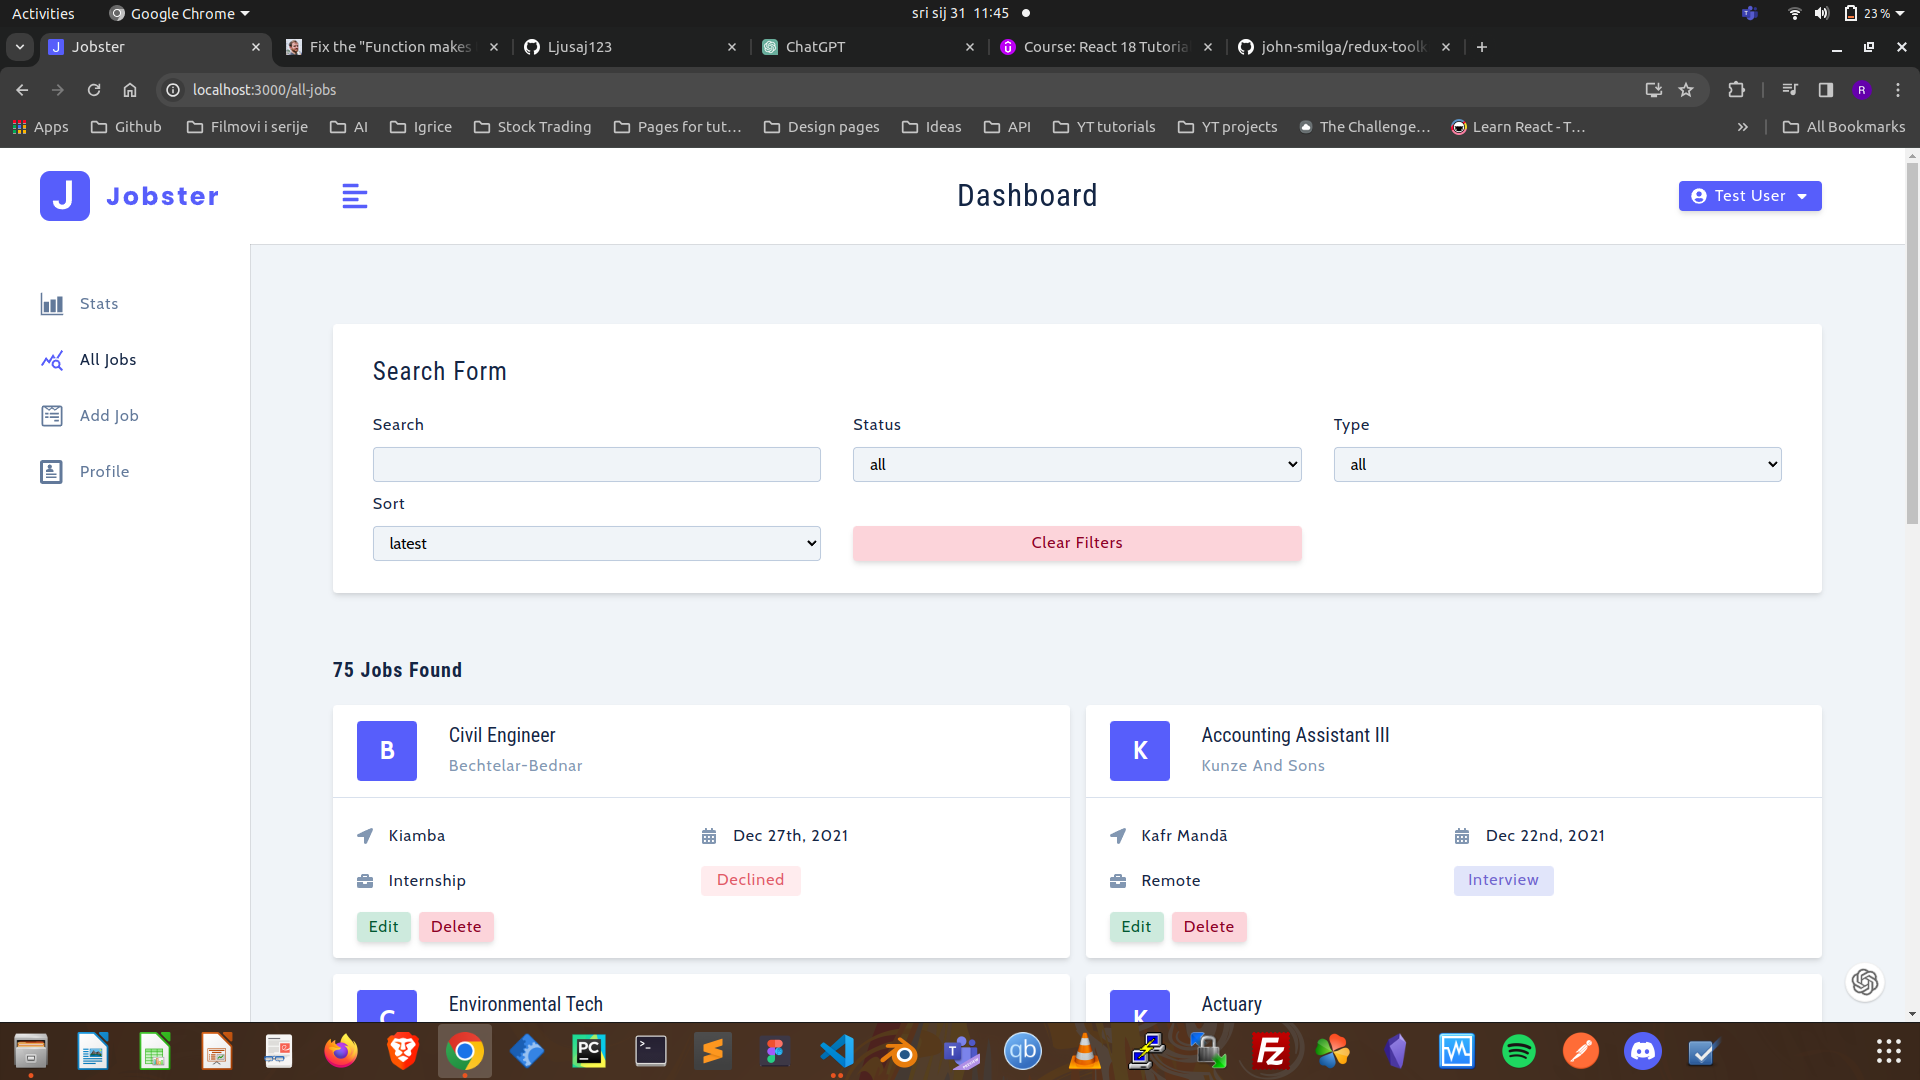 Activities
Google Chrome
sri sij 31 11:45
23 %
Jobster
Fix the "Function makes
Ljusaj123
ChatGPT
Course: React 18 Tutoria
john-smilga/redux-toolk
localhost:3000/all-jobs
R
Apps
Github
Filmovi i serije
AI
Igrice
Stock Trading
Pages for tut…
Design pages
Ideas
API
YT tutorials
YT projects
The Challenge…
Learn React - T…
All Bookmarks
J Jobster
Dashboard
Test User
Stats
All Jobs
Add Job
Profile
Search Form
Search
Status
Type
all
all
Sort
latest
Clear Filters
75 Jobs Found
B
Civil Engineer
Bechtelar-Bednar
Kiamba
Dec 27th, 2021
Internship
Declined
Edit
Delete
K
Accounting Assistant III
Kunze And Sons
Kafr Mandā
Dec 22nd, 2021
Remote
Interview
Edit
Delete
Environmental Tech
K
Actuary
PC
qb
FZ